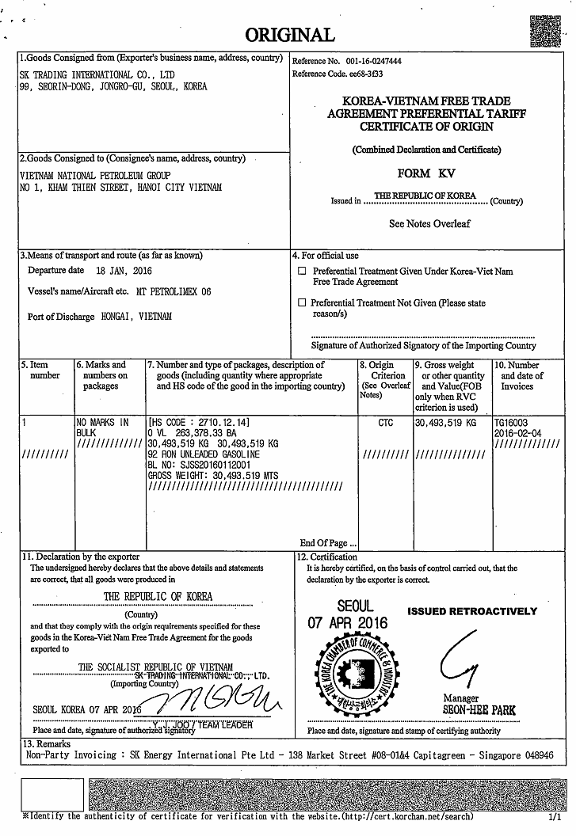 ORIGINAL
1.Goods Consigned from (Exporter's business name, address, country)
SK TRADING INTERNATIONAL CO., LTD
99, SEORIN-DONG, JONGRO-GU, SEOUL, KOREA
Reference No. 001-16-0247444
Reference Code. ee68-3f33
KOREA-VIETNAM FREE TRADE
AGREEMENT PREFERENTIAL TARIFF
CERTIFICATE OF ORIGIN
(Combined Declaration and Certificate)
FORM KV
Issued in THE REPUBLIC OF KOREA (Country)
See Notes Overleaf
2.Goods Consigned to (Consignee's name, address, country)
VIETNAM NATIONAL PETROLEUM GROUP
NO 1, KHAM THIEN STREET, HANOI CITY VIETNAM
3.Means of transport and route (as far as known)
Departure date 18 JAN, 2016
Vessel's name/Aircraft etc. MT PETROLIMEX 06
Port of Discharge HONGAI, VIETNAM
4. For official use
☐ Preferential Treatment Given Under Korea-Viet Nam
Free Trade Agreement
☐ Preferential Treatment Not Given (Please state
reason/s)
Signature of Authorized Signatory of the Importing Country
5. Item
number
6. Marks and
numbers on
packages
7. Number and type of packages, description of
goods (including quantity where appropriate
and HS code of the good in the importing country)
8. Origin
Criterion
(See Overleaf
Notes)
9. Gross weight
or other quantity
and Value(FOB
only when RVC
criterion is used)
10. Number
and date of
Invoices
1
//////////
NO MARKS IN
BULK
//////////////
[HS CODE : 2710.12.14]
0 VL 263,378.33 BA
30,493,519 KG 30,493,519 KG
92 RON UNLEADED GASOLINE
BL NO: SJSS20160112001
GROSS WEIGHT: 30,493,519 MTS
//////////////////////////////////////////
CTC
//////////
30,493,519 KG
///////////////
TG16003
2016-02-04
//////////////
End Of Page ...
11. Declaration by the exporter
The undersigned hereby declares that the above details and statements
are correct, that all goods were produced in
THE REPUBLIC OF KOREA
(Country)
and that they comply with the origin requirements specified for these
goods in the Korea-Viet Nam Free Trade Agreement for the goods
exported to
THE SOCIALIST REPUBLIC OF VIETNAM
SK TRADING INTERNATIONAL CO., LTD.
(Importing Country)
SEOUL KOREA 07 APR 2016
Y. J. JOO / TEAM LEADER
Place and date, signature of authorized signatory
12. Certification
It is hereby certified, on the basis of control carried out, that the
declaration by the exporter is correct.
SEOUL
07 APR 2016
ISSUED RETROACTIVELY
THE KOREA CHAMBER OF COMMERCE & INDUSTRY
Manager
SEON-HEE PARK
Place and date, signature and stamp of certifying authority
13. Remarks
Non-Party Invoicing : SK Energy International Pte Ltd - 138 Market Street #08-01&4 Capitagreen - Singapore 048946
※Identify the authenticity of certificate for verification with the website.(http://cert.korchan.net/search)
1/1